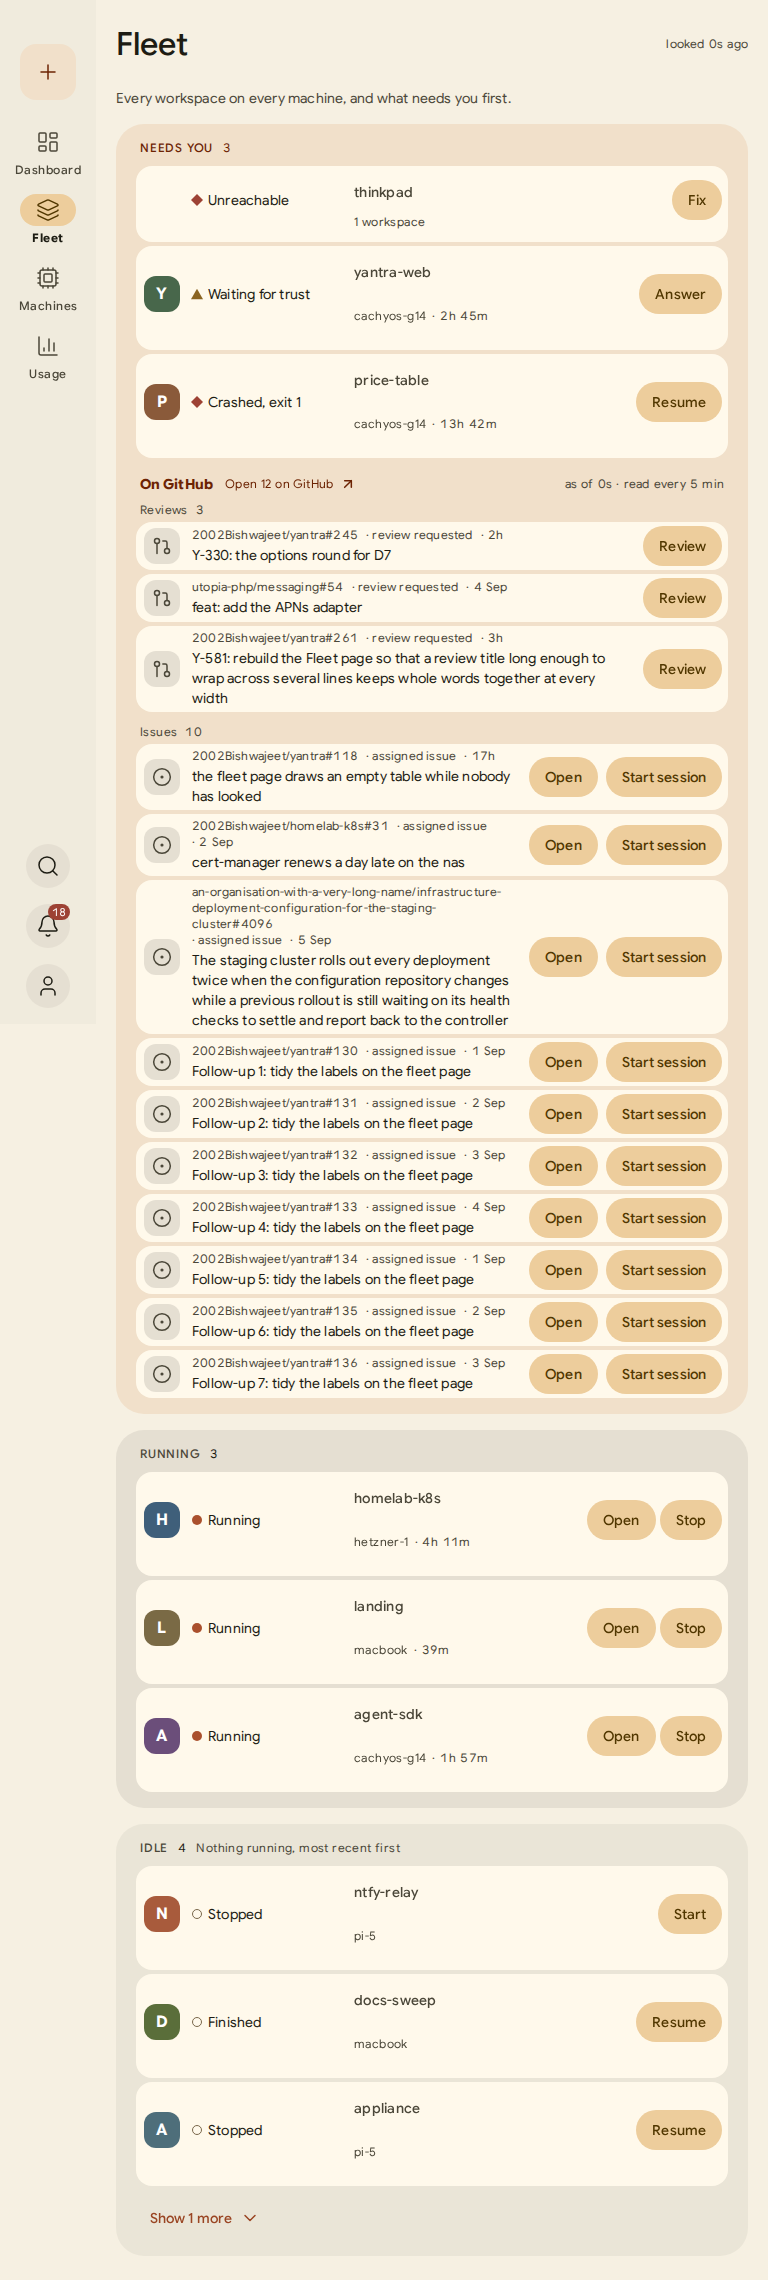 Fleet
looked 0s ago
Every workspace on every machine, and what needs you first.
Dashboard
Fleet
Machines
Usage
18
NEEDS YOU 3
Unreachable
thinkpad
1 workspace
Fix
Y
Waiting for trust
yantra-web
cachyos-g14 · 2h 45m
Answer
P
Crashed, exit 1
price-table
cachyos-g14 · 13h 42m
Resume
On GitHub Open 12 on GitHub
as of 0s · read every 5 min
Reviews 3
2002Bishwajeet/yantra#245 · review requested · 2h
Y-330: the options round for D7
Review
utopia-php/messaging#54 · review requested · 4 Sep
feat: add the APNs adapter
Review
2002Bishwajeet/yantra#261 · review requested · 3h
Y-581: rebuild the Fleet page so that a review title long enough to
wrap across several lines keeps whole words together at every
width
Review
Issues 10
2002Bishwajeet/yantra#118 · assigned issue · 17h
the fleet page draws an empty table while nobody
has looked
Open
Start session
2002Bishwajeet/homelab-k8s#31 · assigned issue
· 2 Sep
cert-manager renews a day late on the nas
Open
Start session
an-organisation-with-a-very-long-name/infrastructure-
deployment-configuration-for-the-staging-
cluster#4096
· assigned issue · 5 Sep
The staging cluster rolls out every deployment
twice when the configuration repository changes
while a previous rollout is still waiting on its health
checks to settle and report back to the controller
Open
Start session
2002Bishwajeet/yantra#130 · assigned issue · 1 Sep
Follow-up 1: tidy the labels on the fleet page
Open
Start session
2002Bishwajeet/yantra#131 · assigned issue · 2 Sep
Follow-up 2: tidy the labels on the fleet page
Open
Start session
2002Bishwajeet/yantra#132 · assigned issue · 3 Sep
Follow-up 3: tidy the labels on the fleet page
Open
Start session
2002Bishwajeet/yantra#133 · assigned issue · 4 Sep
Follow-up 4: tidy the labels on the fleet page
Open
Start session
2002Bishwajeet/yantra#134 · assigned issue · 1 Sep
Follow-up 5: tidy the labels on the fleet page
Open
Start session
2002Bishwajeet/yantra#135 · assigned issue · 2 Sep
Follow-up 6: tidy the labels on the fleet page
Open
Start session
2002Bishwajeet/yantra#136 · assigned issue · 3 Sep
Follow-up 7: tidy the labels on the fleet page
Open
Start session
RUNNING 3
H
Running
homelab-k8s
hetzner-1 · 4h 11m
Open
Stop
L
Running
landing
macbook · 39m
Open
Stop
A
Running
agent-sdk
cachyos-g14 · 1h 57m
Open
Stop
IDLE 4 Nothing running, most recent first
N
Stopped
ntfy-relay
pi-5
Start
D
Finished
docs-sweep
macbook
Resume
A
Stopped
appliance
pi-5
Resume
Show 1 more